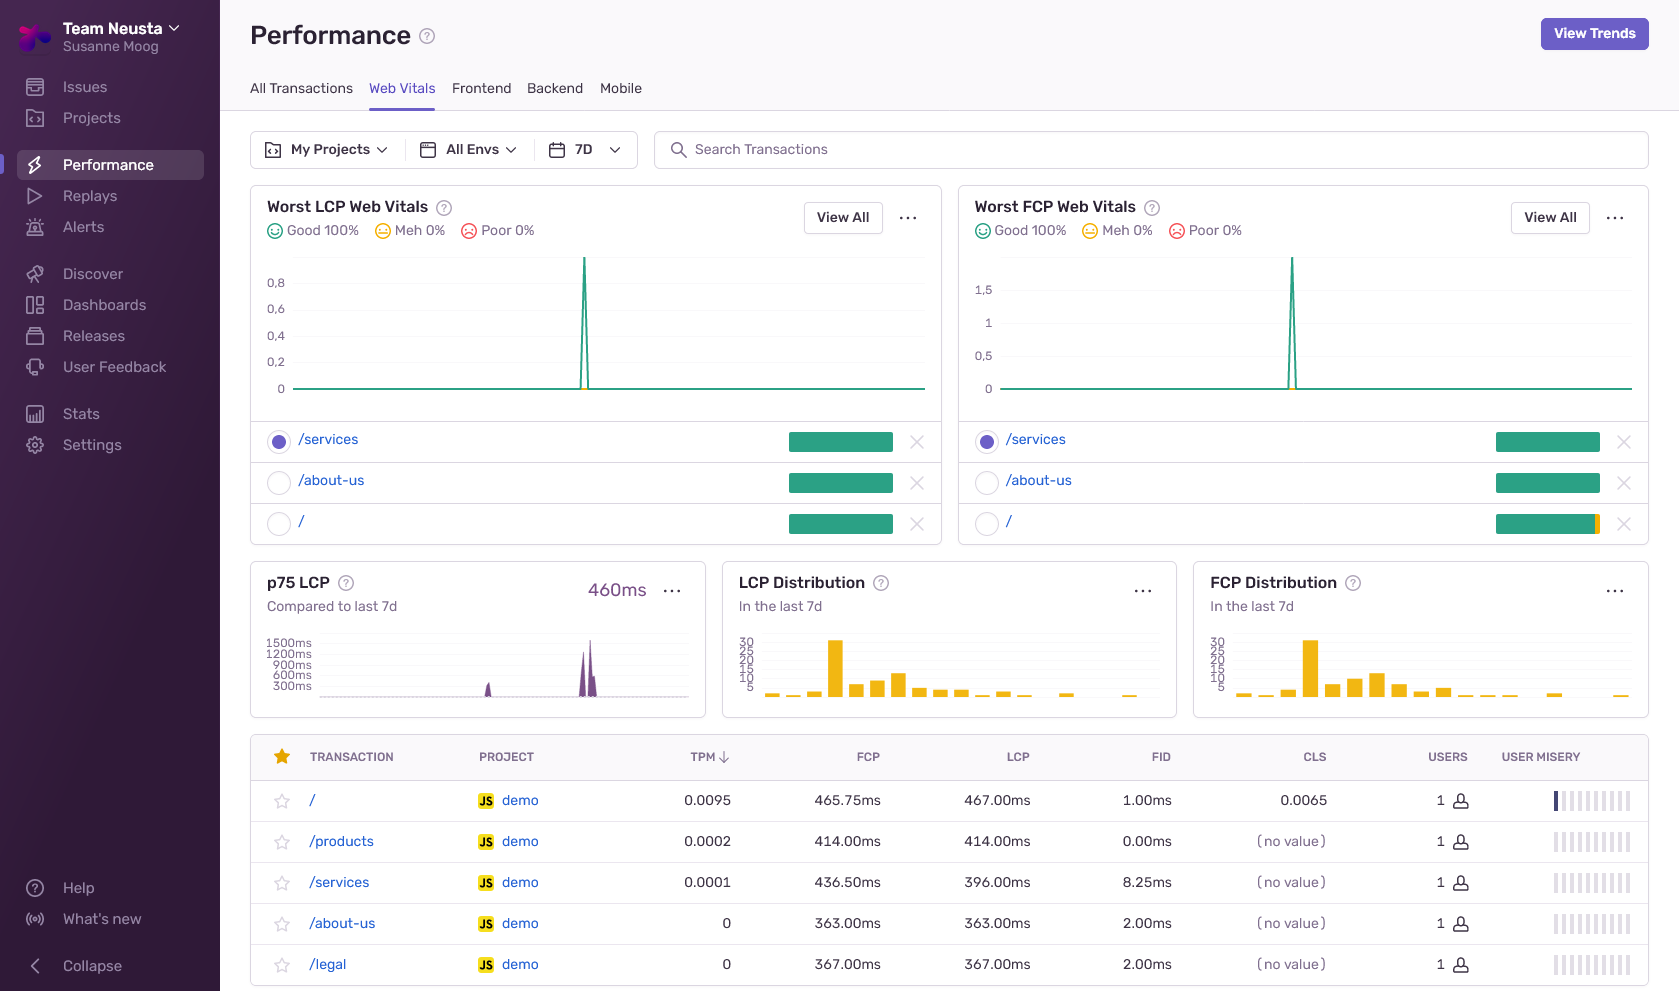 Team Neusta
Susanne Moog
Issues
Projects
Performance
Replays
Alerts
Discover
Dashboards
Releases
User Feedback
Stats
Settings
Help
What's new
Collapse
Performance ?
View Trends
All Transactions Web Vitals Frontend Backend Mobile
My Projects All Envs 7D Search Transactions
Worst LCP Web Vitals ?
Good 100% Meh 0% Poor 0%
View All ...
0,8
0,6
0,4
0,2
0
/services
/about-us
/
Worst FCP Web Vitals ?
Good 100% Meh 0% Poor 0%
View All ...
1,5
1
0,5
0
/services
/about-us
/
p75 LCP ?
Compared to last 7d
460ms ...
1500ms
1200ms
900ms
600ms
300ms
LCP Distribution ?
In the last 7d
...
30
25
20
15
10
5
FCP Distribution ?
In the last 7d
...
30
25
20
15
10
5
TRANSACTION PROJECT TPM FCP LCP FID CLS USERS USER MISERY
/ JS demo 0.0095 465.75ms 467.00ms 1.00ms 0.0065 1
/products JS demo 0.0002 414.00ms 414.00ms 0.00ms (no value) 1
/services JS demo 0.0001 436.50ms 396.00ms 8.25ms (no value) 1
/about-us JS demo 0 363.00ms 363.00ms 2.00ms (no value) 1
/legal JS demo 0 367.00ms 367.00ms 2.00ms (no value) 1